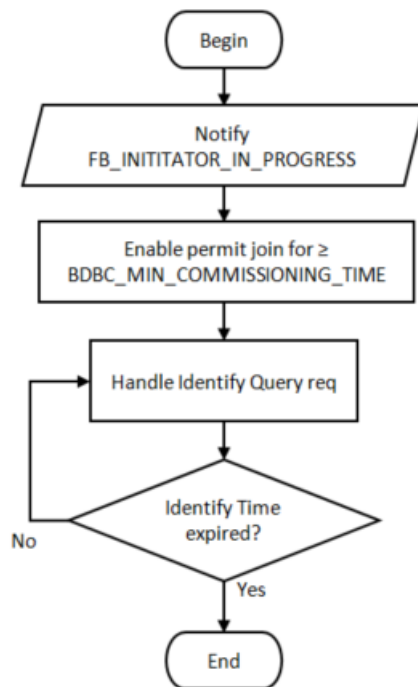 Begin
Notify
FB_INITITATOR_IN_PROGRESS
Enable permit join for ≥
BDBC_MIN_COMMISSIONING_TIME
Handle Identify Query req
Identify Time
expired?
No
Yes
End